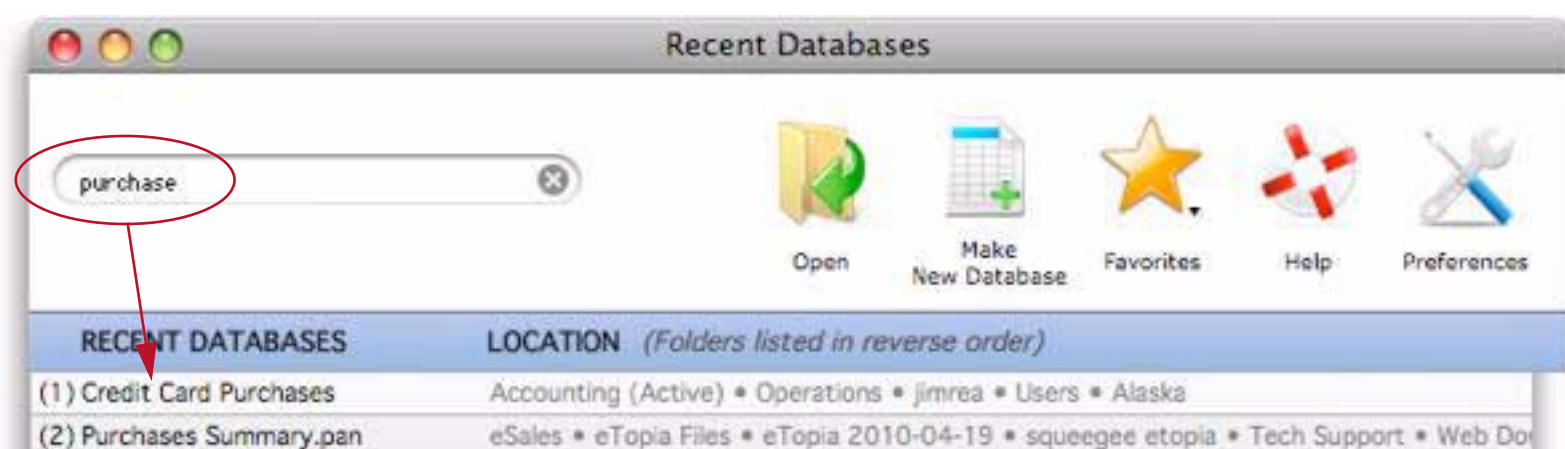 Recent Databases
purchase
Open
Make
New Database
Favorites
Help
Preferences
RECENT DATABASES LOCATION (Folders listed in reverse order)
(1) Credit Card Purchases Accounting (Active) • Operations • jimrea • Users • Alaska
(2) Purchases Summary.pan eSales • eTopia Files • eTopia 2010-04-19 • squeegee etopia • Tech Support • Web